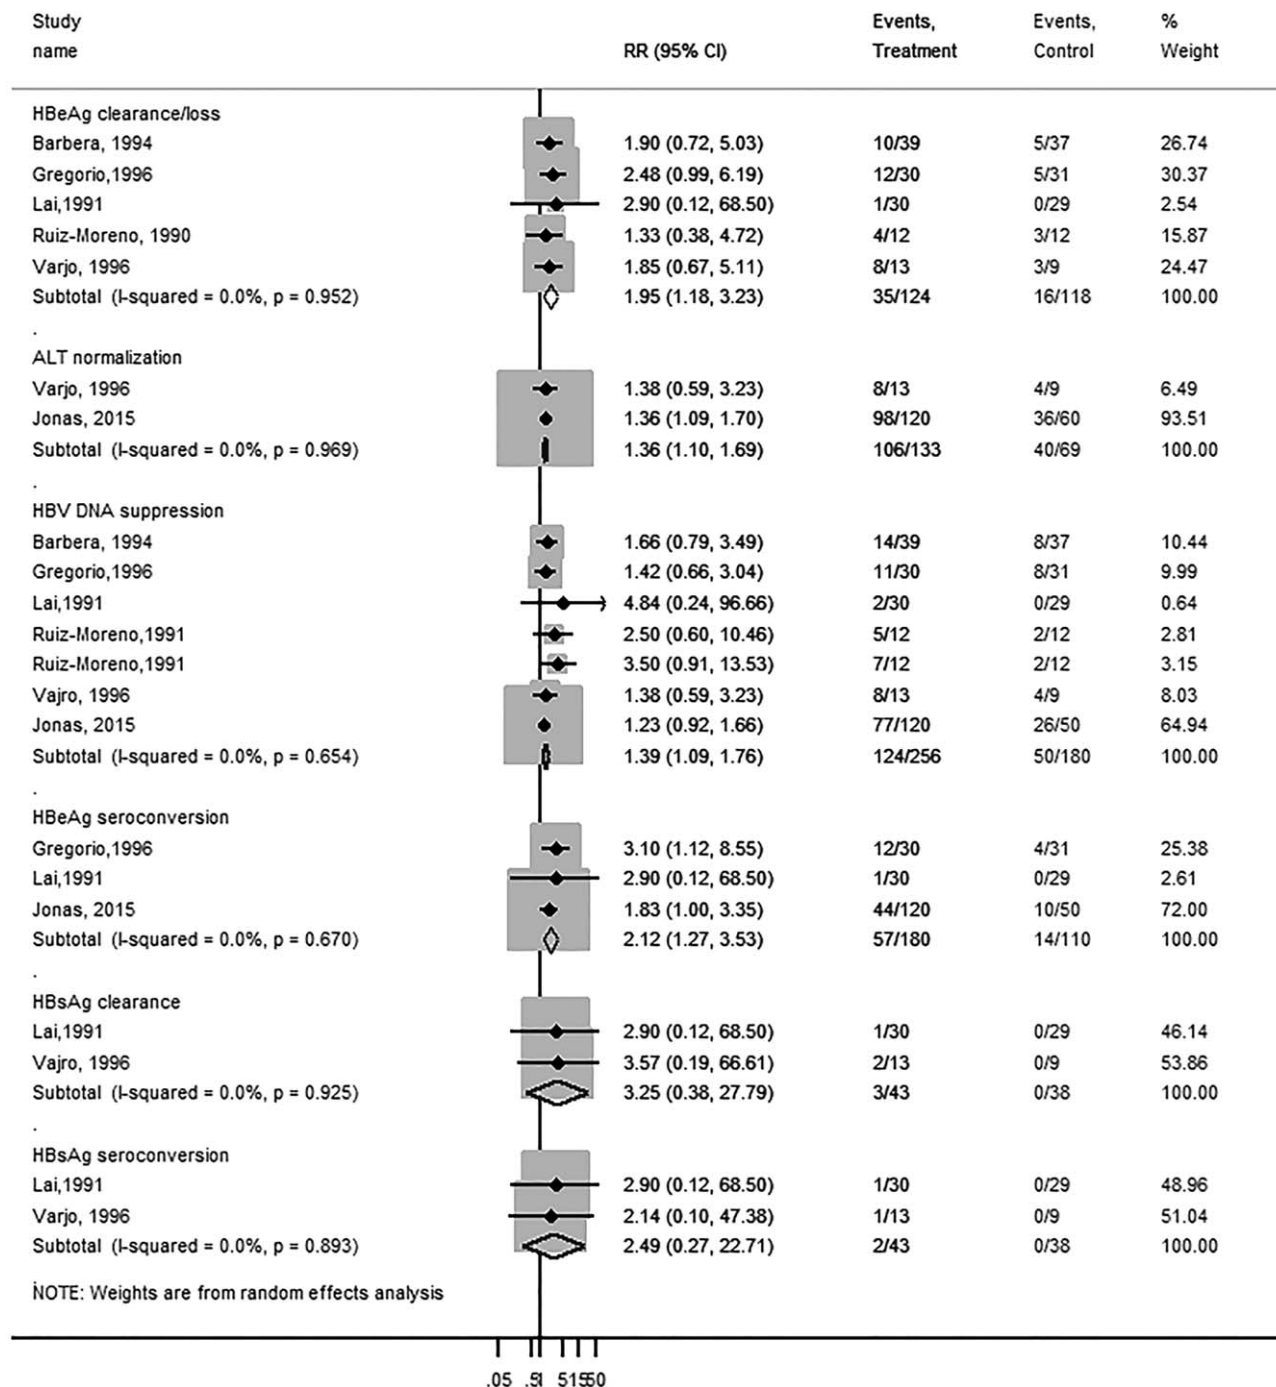 Study name RR (95% CI) Events, Treatment Events, Control % Weight
HBeAg clearance/loss
Barbera, 1994 1.90 (0.72, 5.03) 10/39 5/37 26.74
Gregorio,1996 2.48 (0.99, 6.19) 12/30 5/31 30.37
Lai,1991 2.90 (0.12, 68.50) 1/30 0/29 2.54
Ruiz-Moreno, 1990 1.33 (0.38, 4.72) 4/12 3/12 15.87
Varjo, 1996 1.85 (0.67, 5.11) 8/13 3/9 24.47
Subtotal (I-squared = 0.0%, p = 0.952) 1.95 (1.18, 3.23) 35/124 16/118 100.00
.
ALT normalization
Varjo, 1996 1.38 (0.59, 3.23) 8/13 4/9 6.49
Jonas, 2015 1.36 (1.09, 1.70) 98/120 36/60 93.51
Subtotal (I-squared = 0.0%, p = 0.969) 1.36 (1.10, 1.69) 106/133 40/69 100.00
.
HBV DNA suppression
Barbera, 1994 1.66 (0.79, 3.49) 14/39 8/37 10.44
Gregorio,1996 1.42 (0.66, 3.04) 11/30 8/31 9.99
Lai,1991 4.84 (0.24, 96.66) 2/30 0/29 0.64
Ruiz-Moreno,1991 2.50 (0.60, 10.46) 5/12 2/12 2.81
Ruiz-Moreno,1991 3.50 (0.91, 13.53) 7/12 2/12 3.15
Vajro, 1996 1.38 (0.59, 3.23) 8/13 4/9 8.03
Jonas, 2015 1.23 (0.92, 1.66) 77/120 26/50 64.94
Subtotal (I-squared = 0.0%, p = 0.654) 1.39 (1.09, 1.76) 124/256 50/180 100.00
.
HBeAg seroconversion
Gregorio,1996 3.10 (1.12, 8.55) 12/30 4/31 25.38
Lai,1991 2.90 (0.12, 68.50) 1/30 0/29 2.61
Jonas, 2015 1.83 (1.00, 3.35) 44/120 10/50 72.00
Subtotal (I-squared = 0.0%, p = 0.670) 2.12 (1.27, 3.53) 57/180 14/110 100.00
.
HBsAg clearance
Lai,1991 2.90 (0.12, 68.50) 1/30 0/29 46.14
Vajro, 1996 3.57 (0.19, 66.61) 2/13 0/9 53.86
Subtotal (I-squared = 0.0%, p = 0.925) 3.25 (0.38, 27.79) 3/43 0/38 100.00
.
HBsAg seroconversion
Lai,1991 2.90 (0.12, 68.50) 1/30 0/29 48.96
Varjo, 1996 2.14 (0.10, 47.38) 1/13 0/9 51.04
Subtotal (I-squared = 0.0%, p = 0.893) 2.49 (0.27, 22.71) 2/43 0/38 100.00
.
NOTE: Weights are from random effects analysis
.05 .5 1 5 15 50